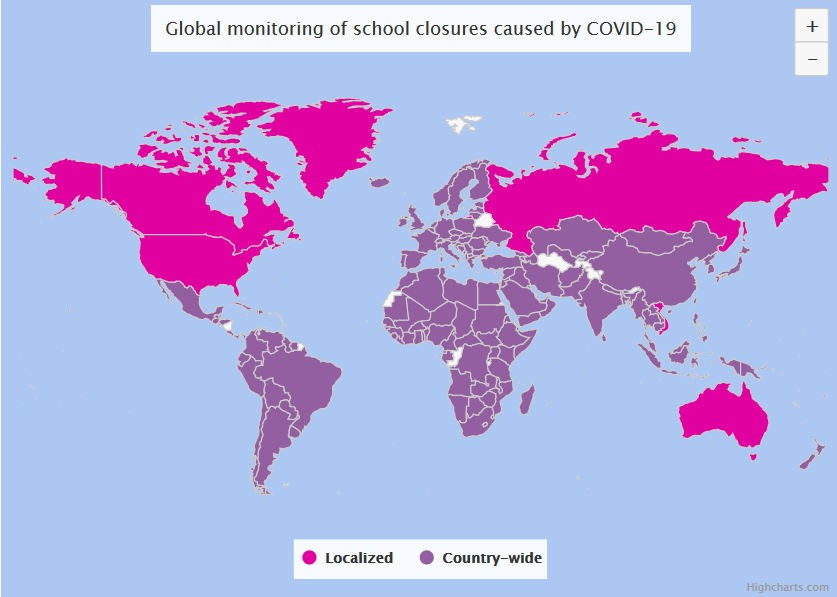 Global monitoring of school closures caused by COVID-19
+
−
Localized
Country-wide
Highcharts.com